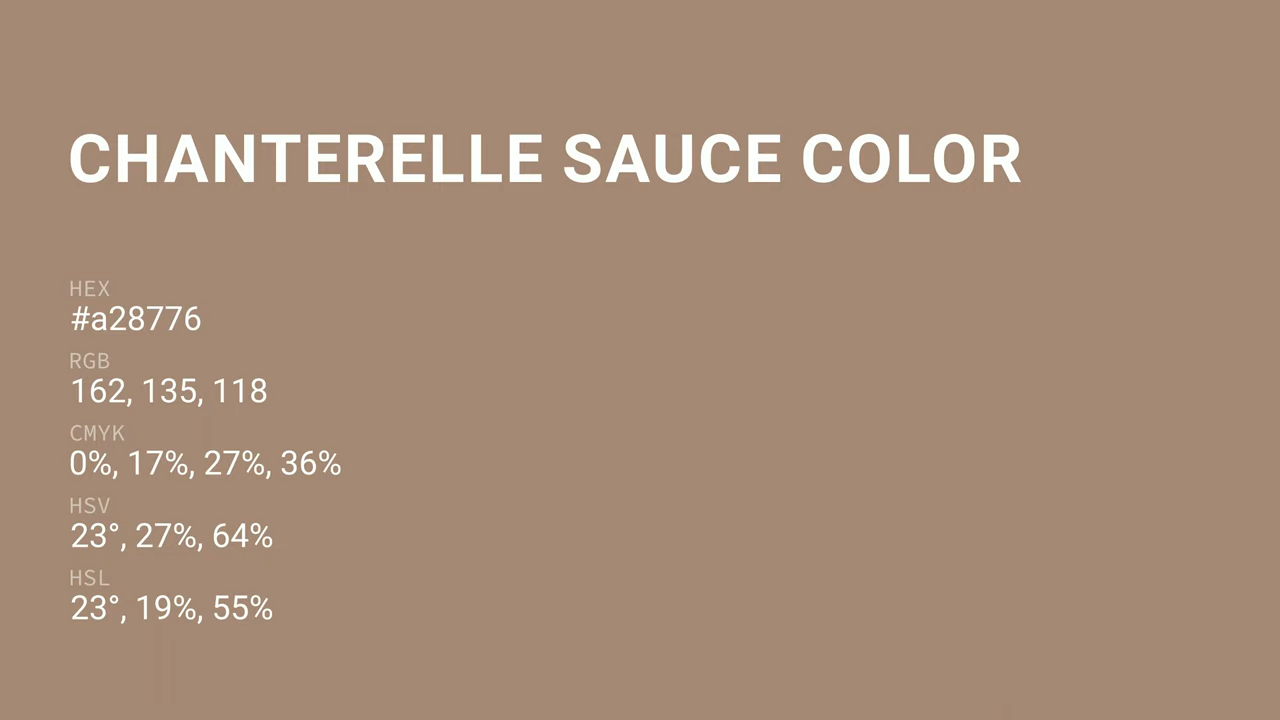 CHANTERELLE SAUCE COLOR
HEX
#a28776
RGB
162, 135, 118
CMYK
0%, 17%, 27%, 36%
HSV
23°, 27%, 64%
HSL
23°, 19%, 55%